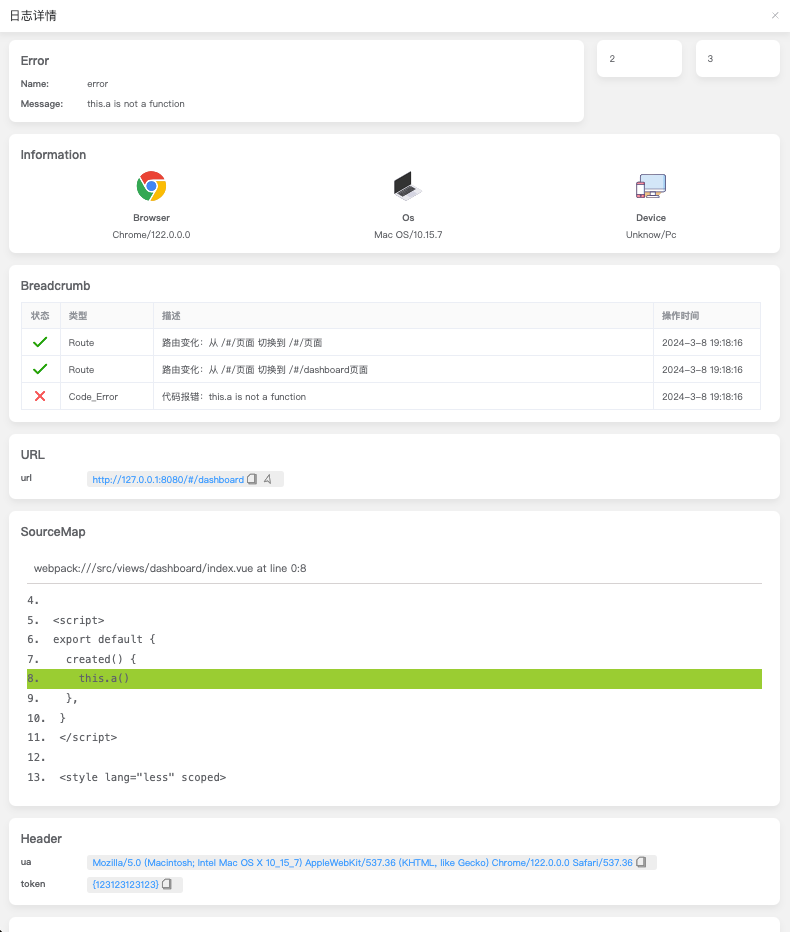 日志详情
Error
Name: error
Message: this.a is not a function
2
3
Information
Browser Os Device
Chrome/122.0.0.0 Mac OS/10.15.7 Unknow/Pc
Breadcrumb
状态 类型 描述 操作时间
Route 路由变化：从 /#/页面 切换到 /#/页面 2024-3-8 19:18:16
Route 路由变化：从 /#/页面 切换到 /#/dashboard页面 2024-3-8 19:18:16
Code_Error 代码报错：this.a is not a function 2024-3-8 19:18:16
URL
url http://127.0.0.1:8080/#/dashboard
SourceMap
webpack:///src/views/dashboard/index.vue at line 0:8
4.
5. <script>
6. export default {
7. created() {
8. this.a()
9. },
10. }
11. </script>
12.
13. <style lang="less" scoped>
Header
ua Mozilla/5.0 (Macintosh; Intel Mac OS X 10_15_7) AppleWebKit/537.36 (KHTML, like Gecko) Chrome/122.0.0.0 Safari/537.36
token {123123123123}